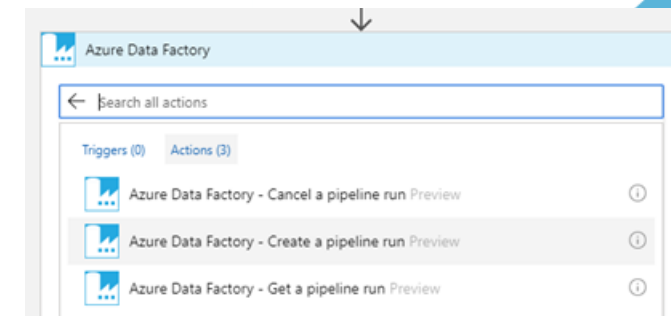 Azure Data Factory
Search all actions
Triggers (0) Actions (3)
Azure Data Factory - Cancel a pipeline run Preview
Azure Data Factory - Create a pipeline run Preview
Azure Data Factory - Get a pipeline run Preview